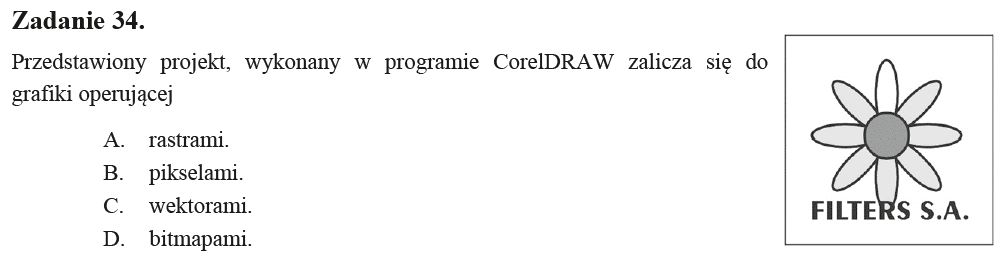 Zadanie 34.
Przedstawiony projekt, wykonany w programie CorelDRAW zalicza się do
grafiki operującej
A. rastrami.
B. pikselami.
C. wektorami.
D. bitmapami.
FILTERS S.A.